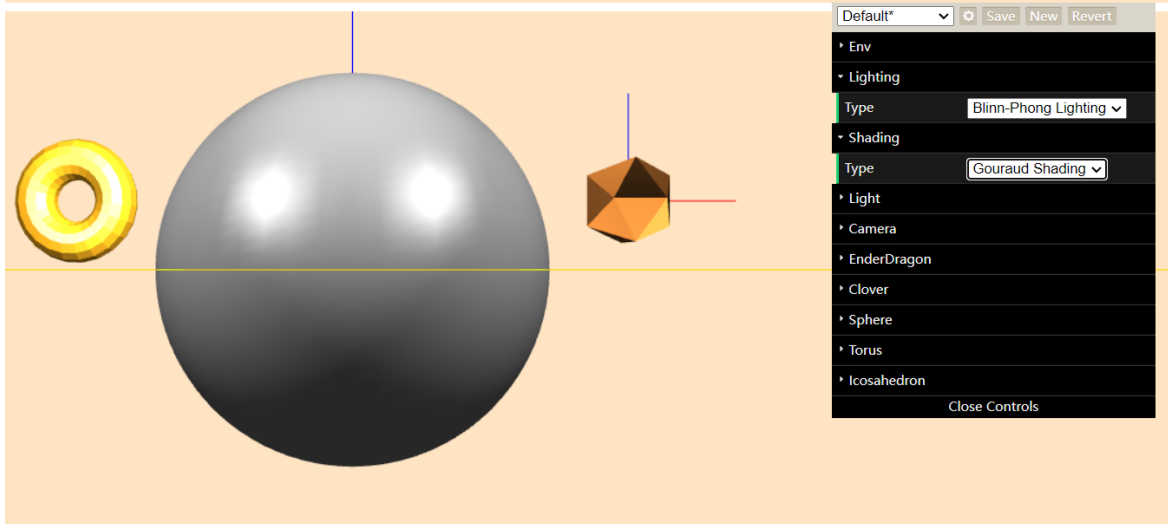 Default* Save New Revert
Env
Lighting
Type Blinn-Phong Lighting
Shading
Type Gouraud Shading
Light
Camera
EnderDragon
Clover
Sphere
Torus
Icosahedron
Close Controls